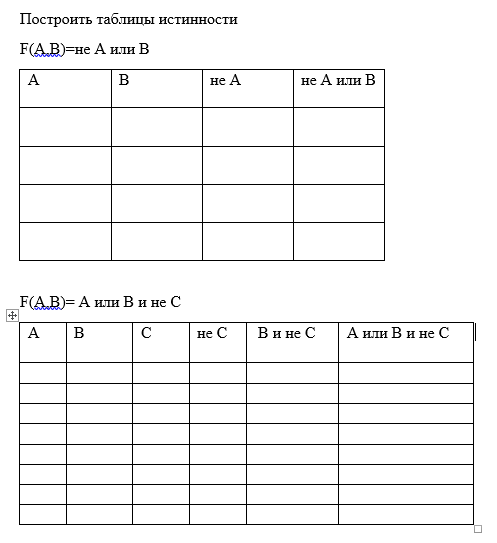 Построить таблицы истинности
F(A,B)=не А или В
А В не А не А или В
F(A,B)= А или В и не С
А В С не С В и не С А или В и не С